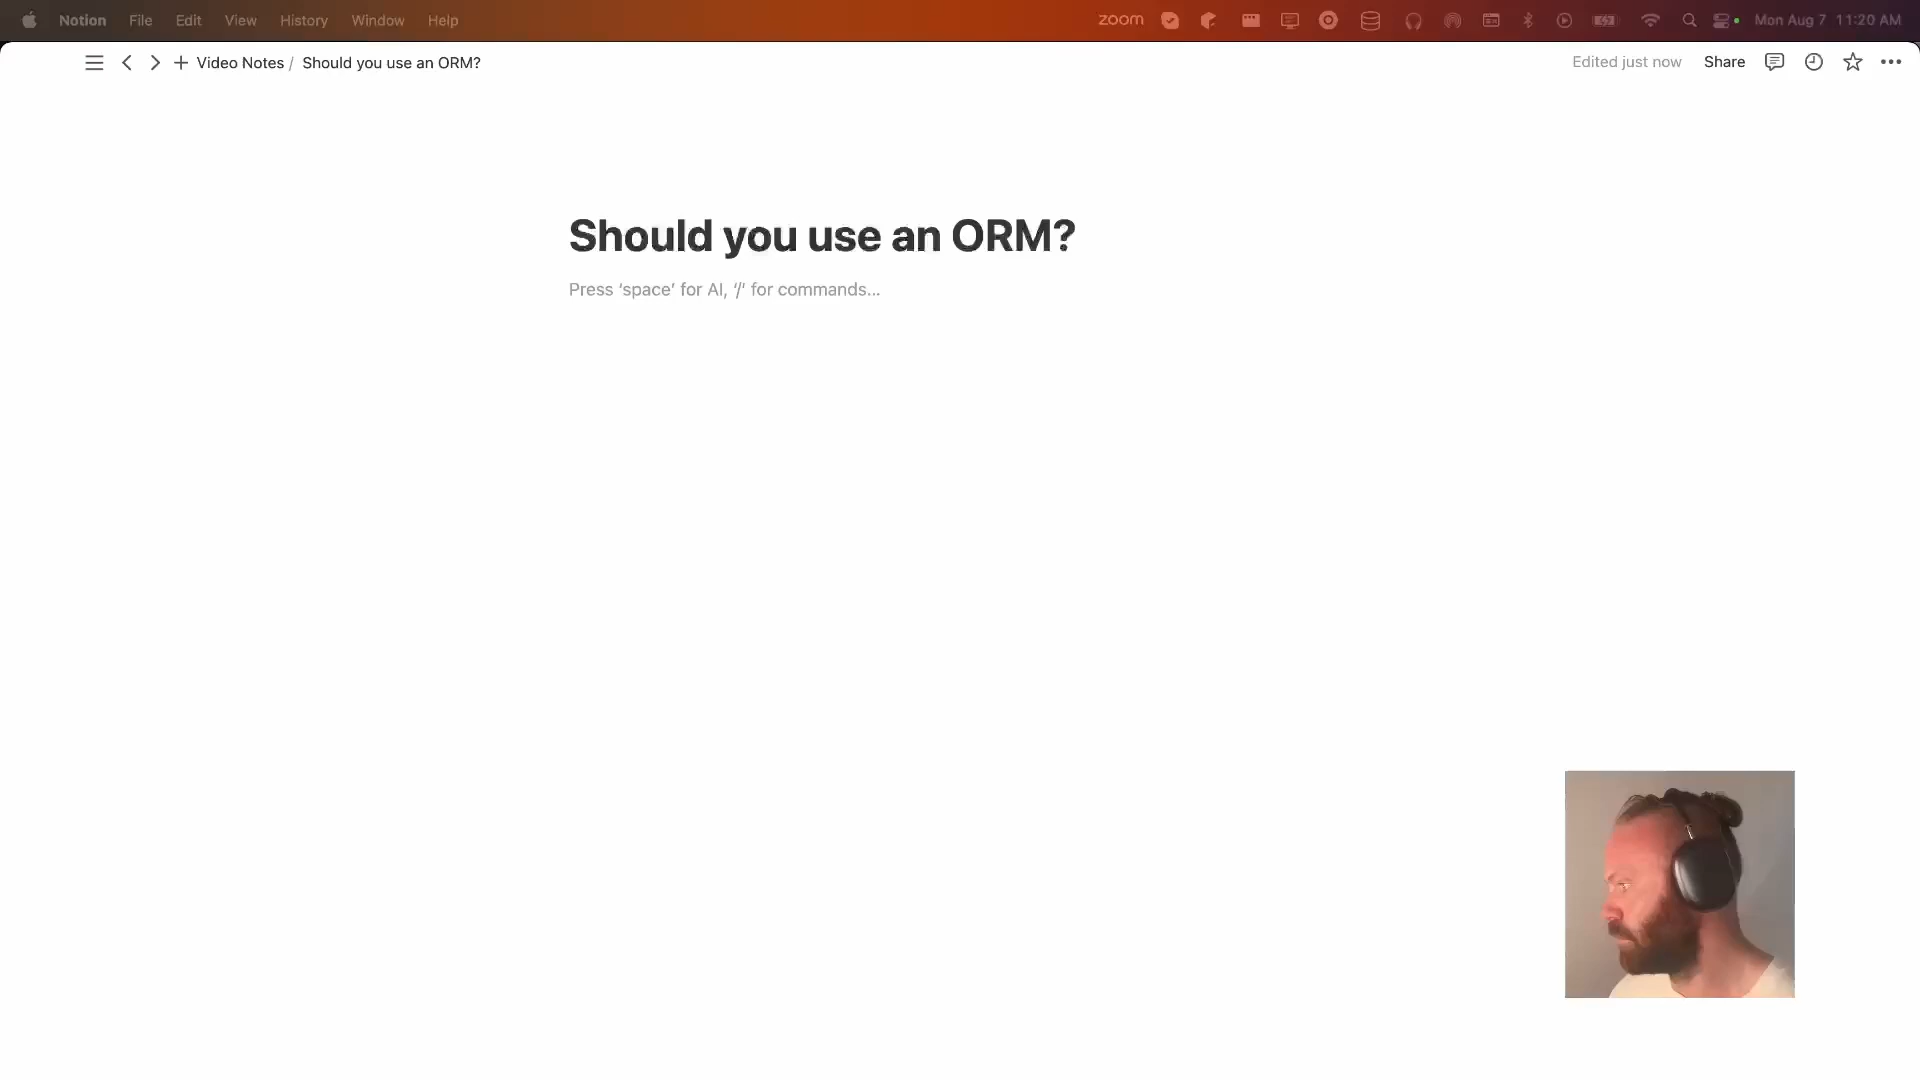 Notion File Edit View History Window Help zoom Mon Aug 7 11:20 AM
Video Notes / Should you use an ORM? Edited just now Share
Should you use an ORM?
Press ‘space’ for AI, ‘/’ for commands…